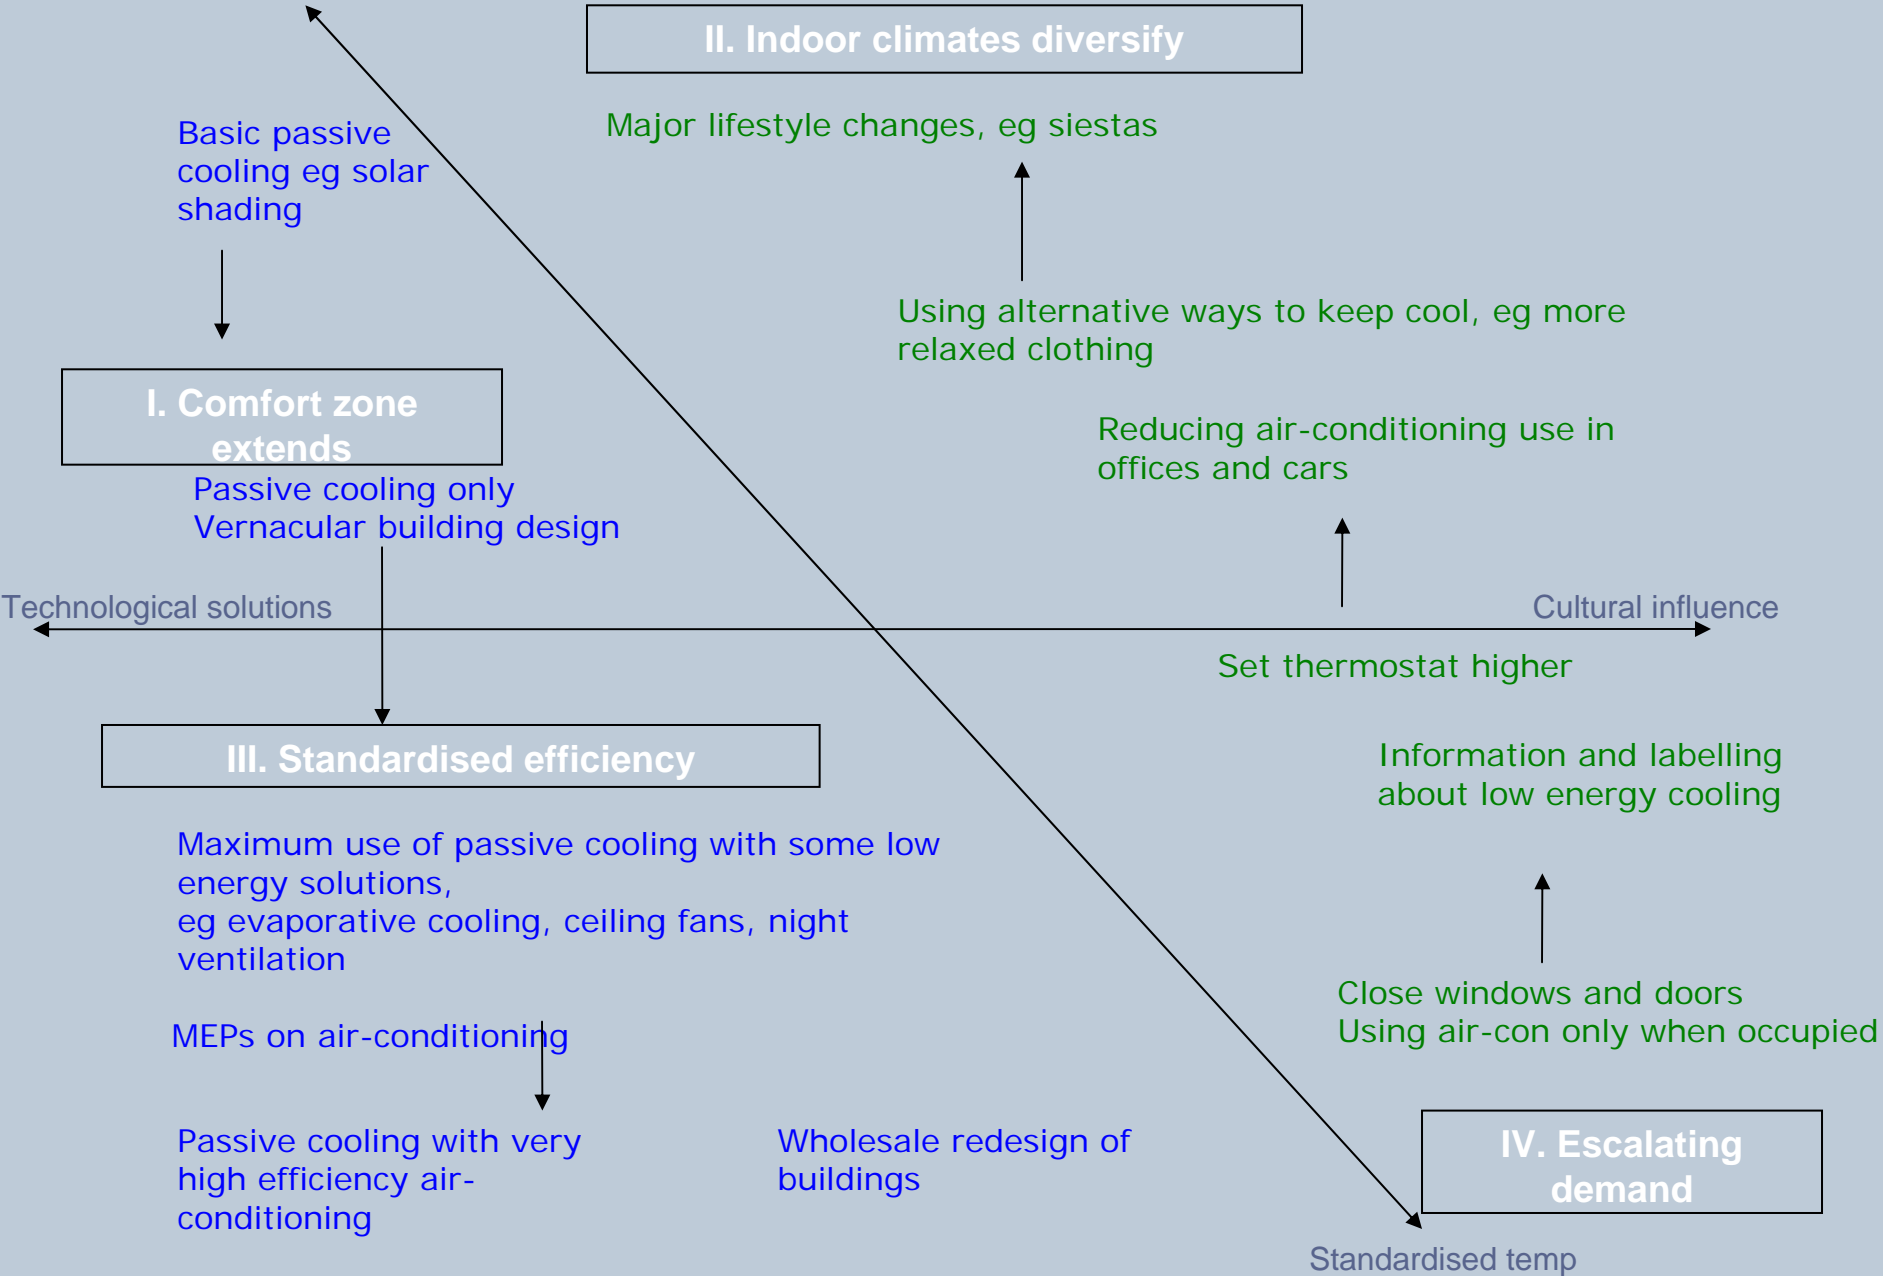 II. Indoor climates diversify
Basic passive
cooling eg solar
shading
Major lifestyle changes, eg siestas
Using alternative ways to keep cool, eg more
relaxed clothing
I. Comfort zone
extends
Reducing air-conditioning use in
offices and cars
Passive cooling only
Vernacular building design
Technological solutions
Cultural influence
Set thermostat higher
III. Standardised efficiency
Information and labelling
about low energy cooling
Maximum use of passive cooling with some low
energy solutions,
eg evaporative cooling, ceiling fans, night
ventilation
Close windows and doors
Using air-con only when occupied
MEPs on air-conditioning
Passive cooling with very
high efficiency air-
conditioning
Wholesale redesign of
buildings
IV. Escalating
demand
Standardised temp